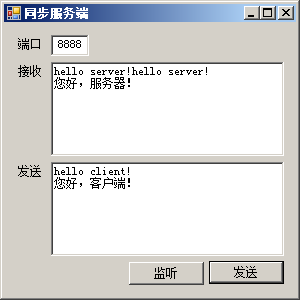 同步服务端
端口 8888
接收
hello server!hello server!
您好，服务器！
发送
hello client!
您好，客户端！
监听 发送